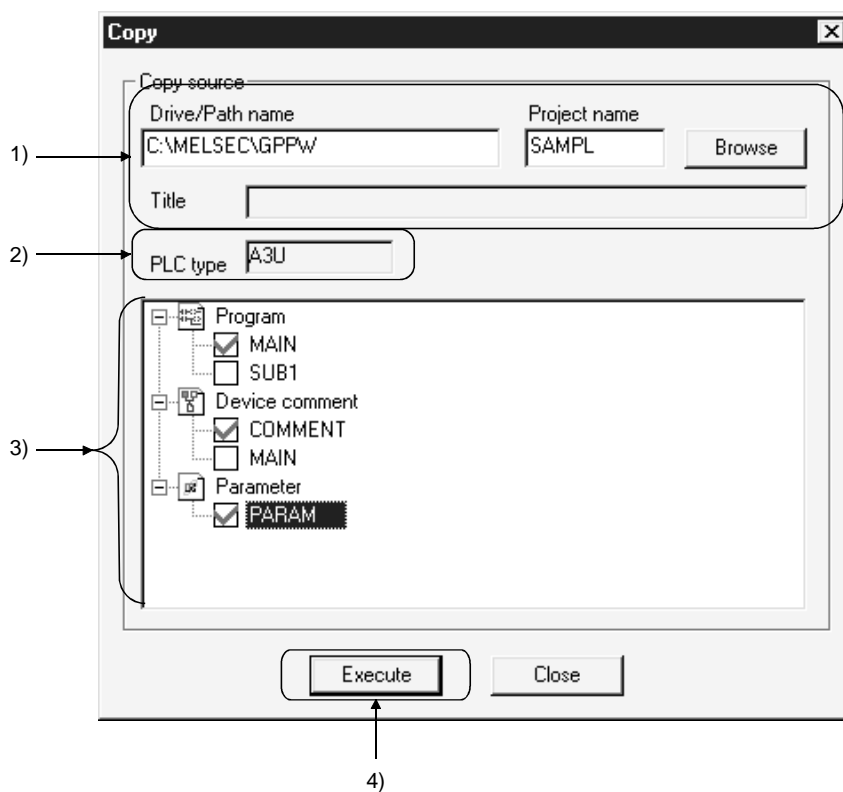 Copy
Copy source
Drive/Path name Project name
1) C:\MELSEC\GPPW SAMPL Browse
Title
2) PLC type A3U
Program
MAIN
SUB1
Device comment
3) COMMENT
MAIN
Parameter
PARAM
Execute Close
4)